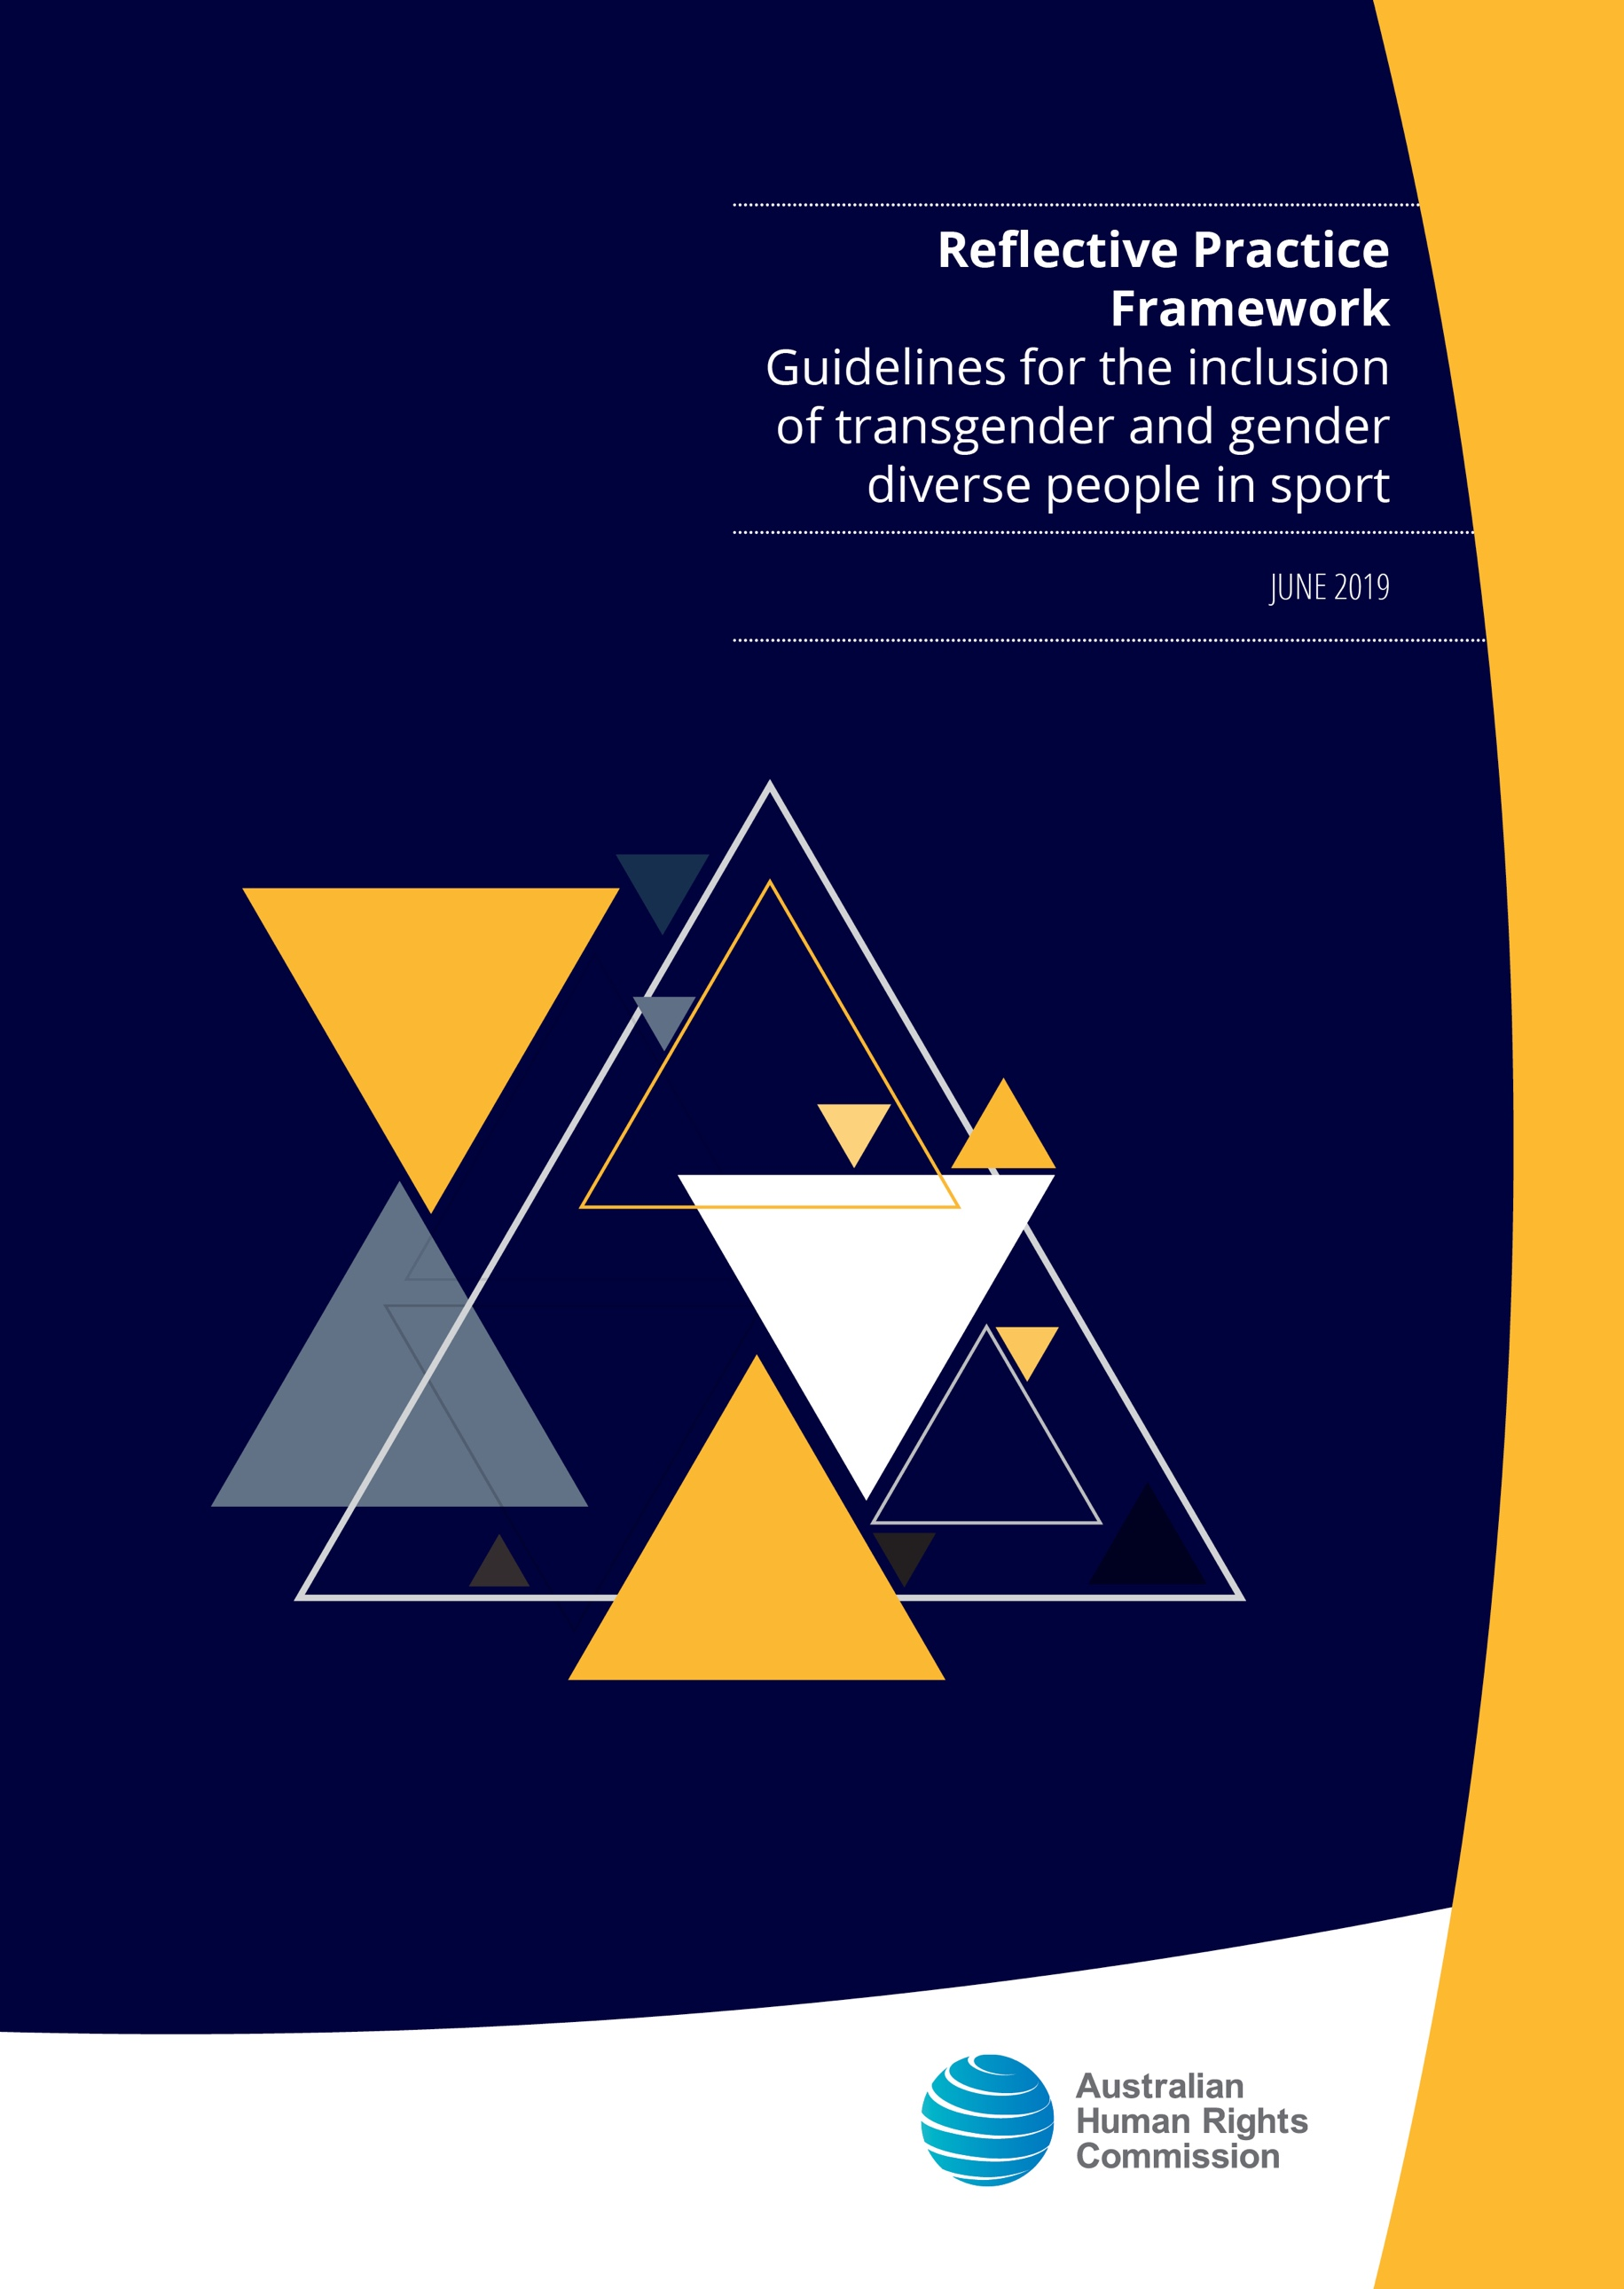 Reflective Practice
Framework
Guidelines for the inclusion
of transgender and gender
diverse people in sport
JUNE 2019
Australian
Human Rights
Commission